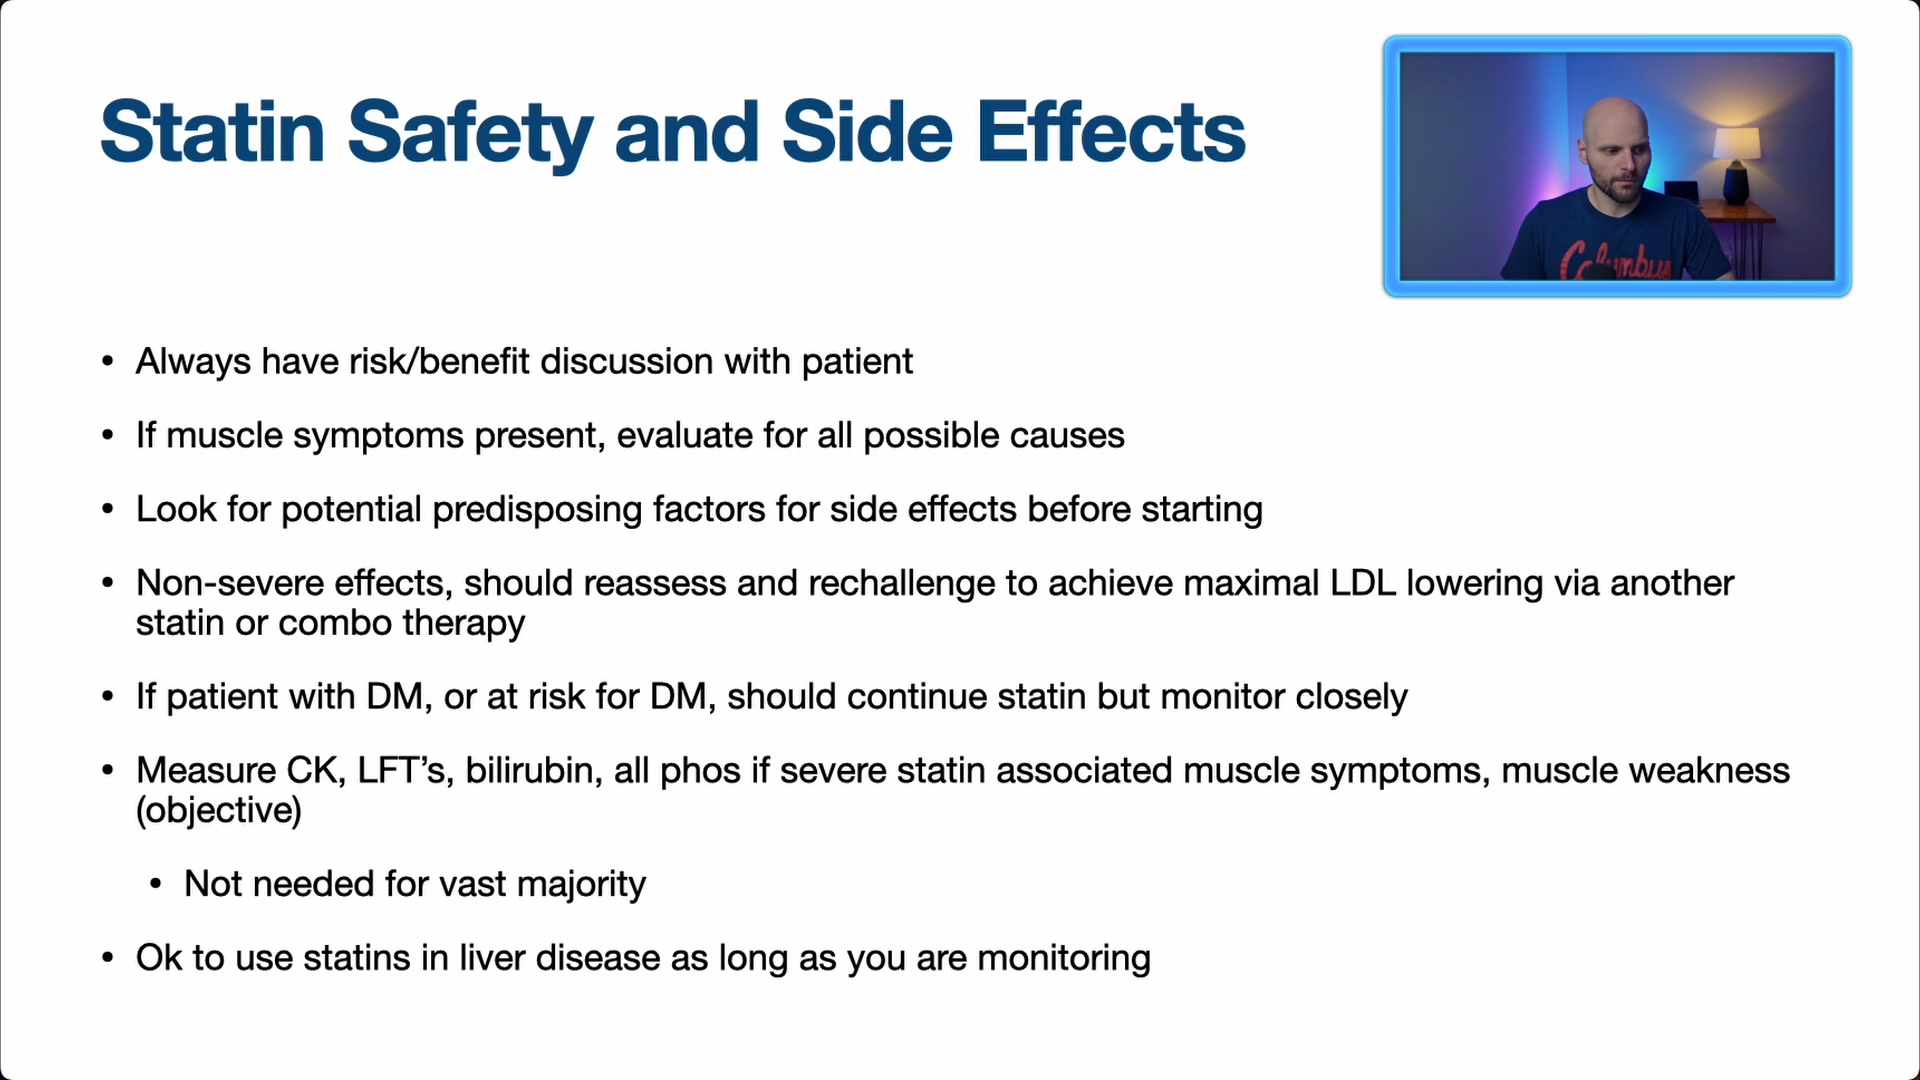 Statin Safety and Side Effects
Columbus
• Always have risk/benefit discussion with patient
• If muscle symptoms present, evaluate for all possible causes
• Look for potential predisposing factors for side effects before starting
• Non-severe effects, should reassess and rechallenge to achieve maximal LDL lowering via another
statin or combo therapy
• If patient with DM, or at risk for DM, should continue statin but monitor closely
• Measure CK, LFT’s, bilirubin, all phos if severe statin associated muscle symptoms, muscle weakness
(objective)
• Not needed for vast majority
• Ok to use statins in liver disease as long as you are monitoring